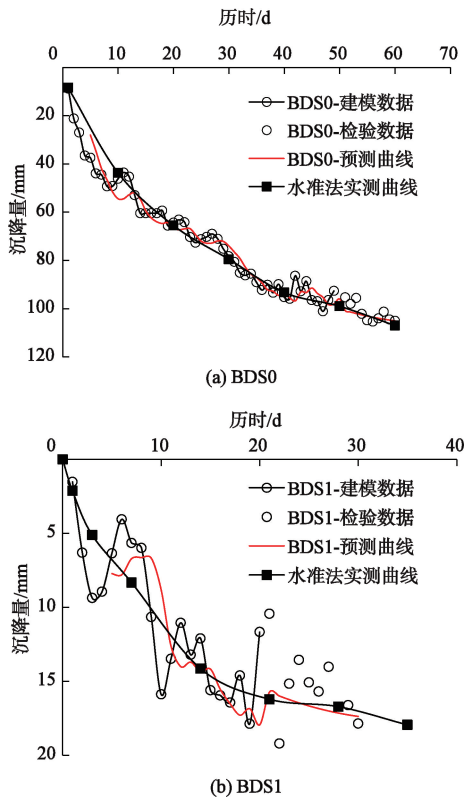 历时/d
0 10 20 30 40 50 60 70
20
40
60
80
100
120
沉降量/mm
BDS0-建模数据
BDS0-检验数据
BDS0-预测曲线
水准法实测曲线
(a) BDS0
历时/d
0 10 20 30 40
5
10
15
20
沉降量/mm
BDS1-建模数据
BDS1-检验数据
BDS1-预测曲线
水准法实测曲线
(b) BDS1